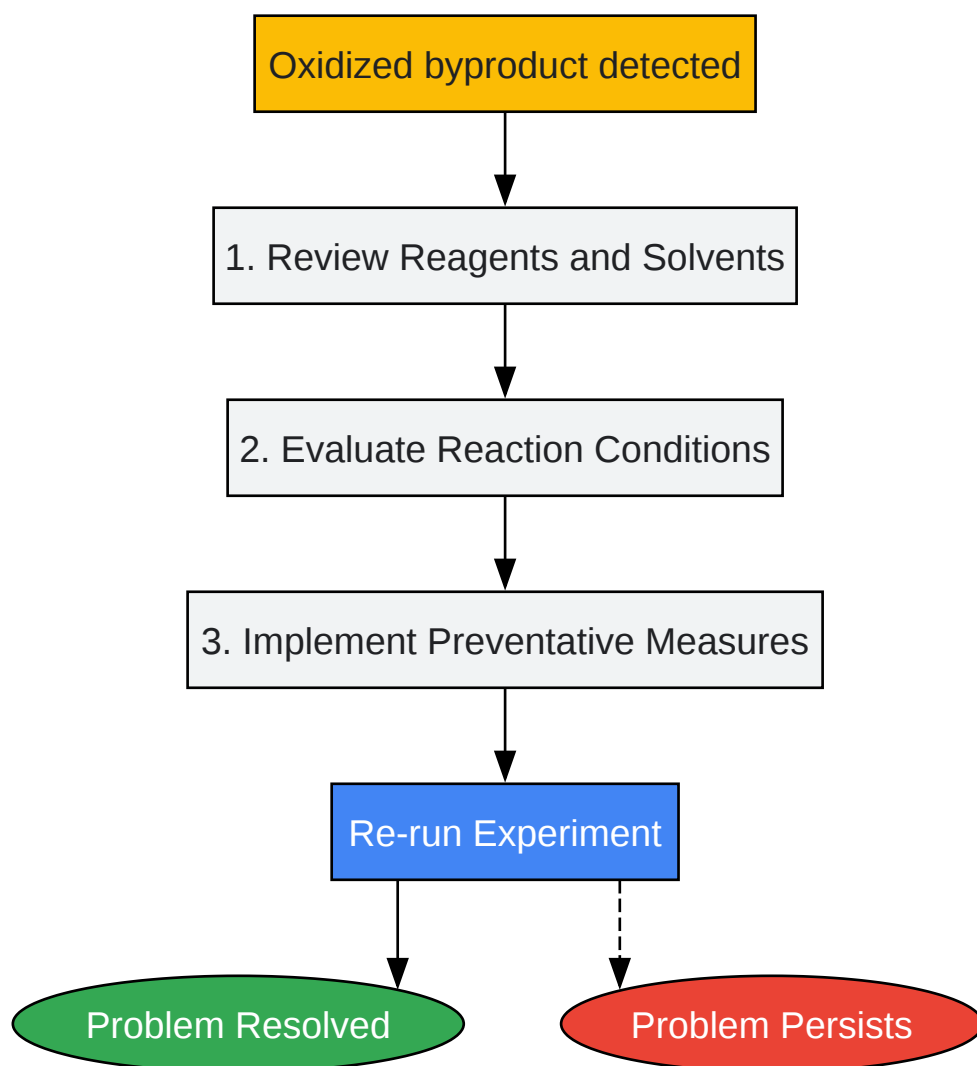 Oxidized byproduct detected
1. Review Reagents and Solvents
2. Evaluate Reaction Conditions
3. Implement Preventative Measures
Re-run Experiment
Problem Resolved
Problem Persists